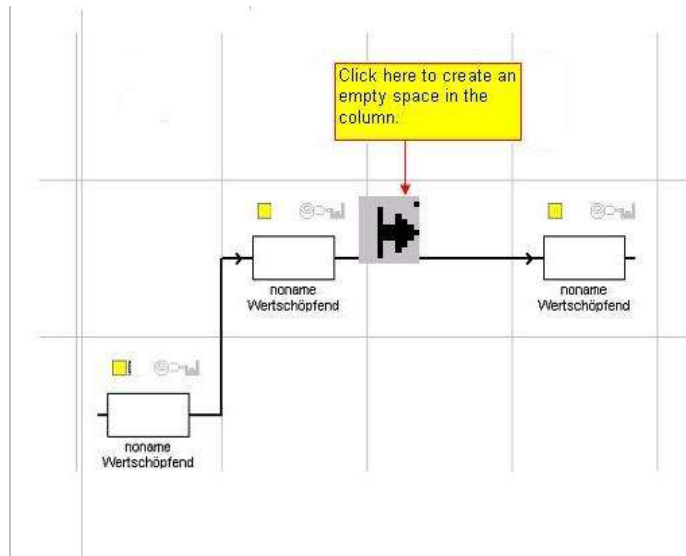 Click here to create an
empty space in the
column.
noname
Wertschöpfend
noname
Wertschöpfend
noname
Wertschöpfend